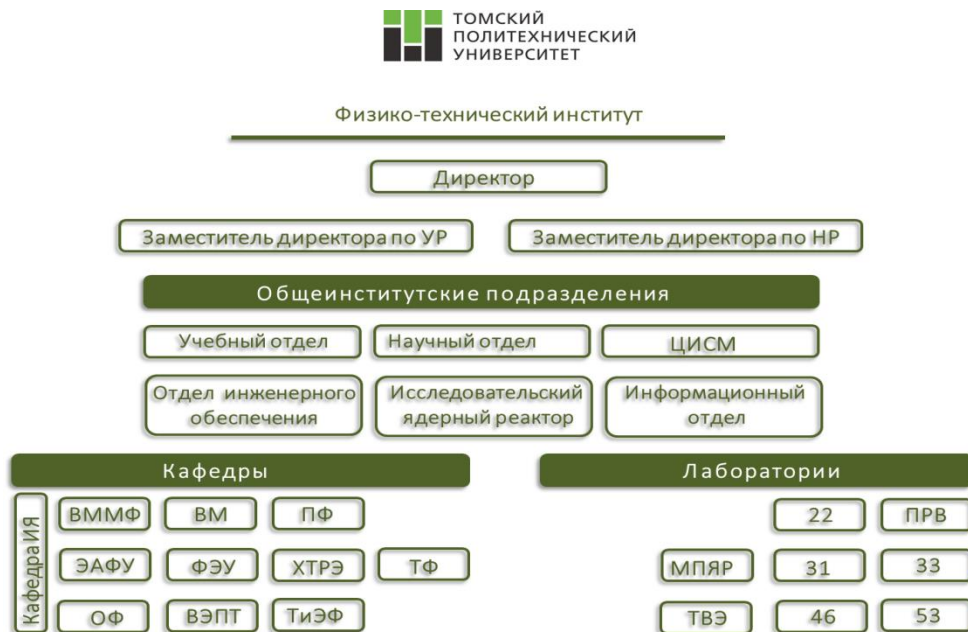 ТОМСКИЙ
ПОЛИТЕХНИЧЕСКИЙ
УНИВЕРСИТЕТ
Физико-технический институт
Директор
Заместитель директора по УР
Заместитель директора по НР
Общеинститутские подразделения
Учебный отдел
Научный отдел
ЦИСМ
Отдел инженерного
обеспечения
Исследовательский
ядерный реактор
Информационный
отдел
Кафедры
Кафедра ИЯ
ВММФ
ВМ
ПФ
ЭАФУ
ФЭУ
ХТРЭ
ТФ
ОФ
ВЭПТ
ТиЭФ
Лаборатории
22
ПРВ
МПЯР
31
33
ТВЭ
46
53